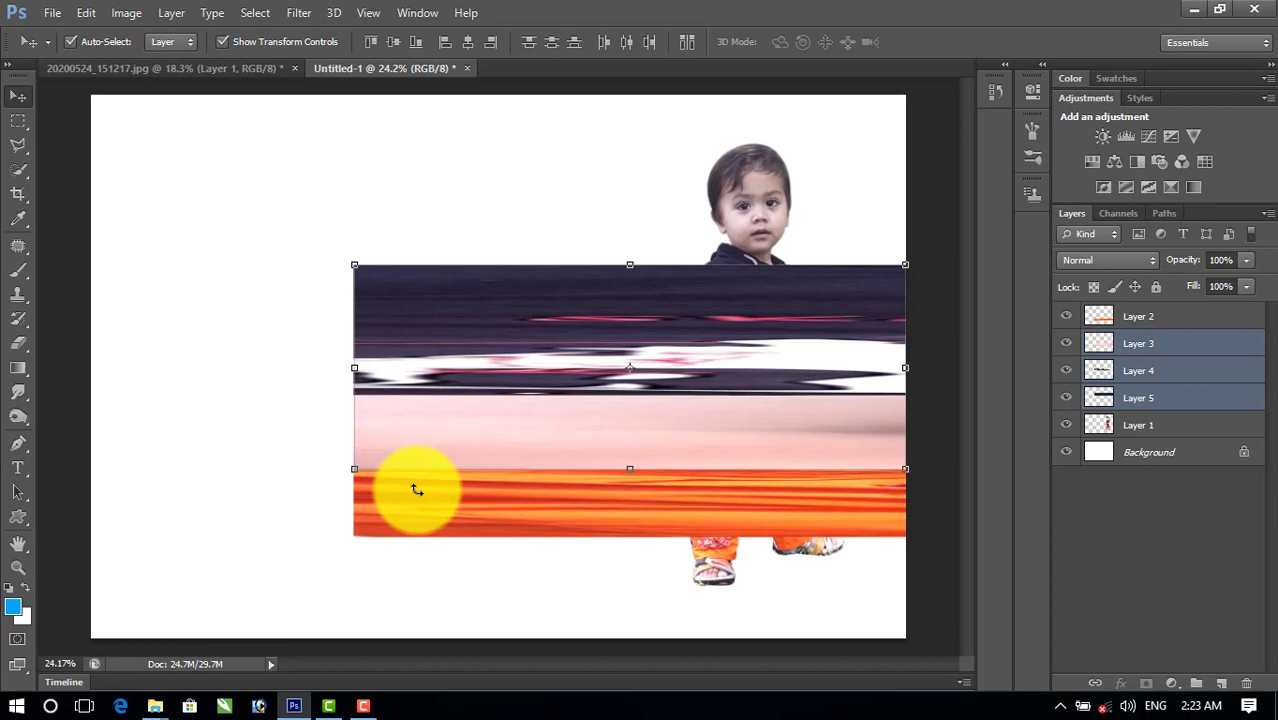 Ps File Edit Image Layer Type Select Filter 3D View Window Help
Auto-Select: Layer Show Transform Controls 3D Mode: Essentials
20200524_151217.jpg @ 18.3% (Layer 1, RGB/8) * × Untitled-1 @ 24.2% (RGB/8) * ×
Color Swatches
Adjustments Styles
Add an adjustment
Layers Channels Paths
Kind
Normal Opacity: 100%
Lock: Fill: 100%
Layer 2
Layer 3
Layer 4
Layer 5
Layer 1
Background
24.17% Doc: 24.7M/29.7M
Timeline
ENG 2:23 AM